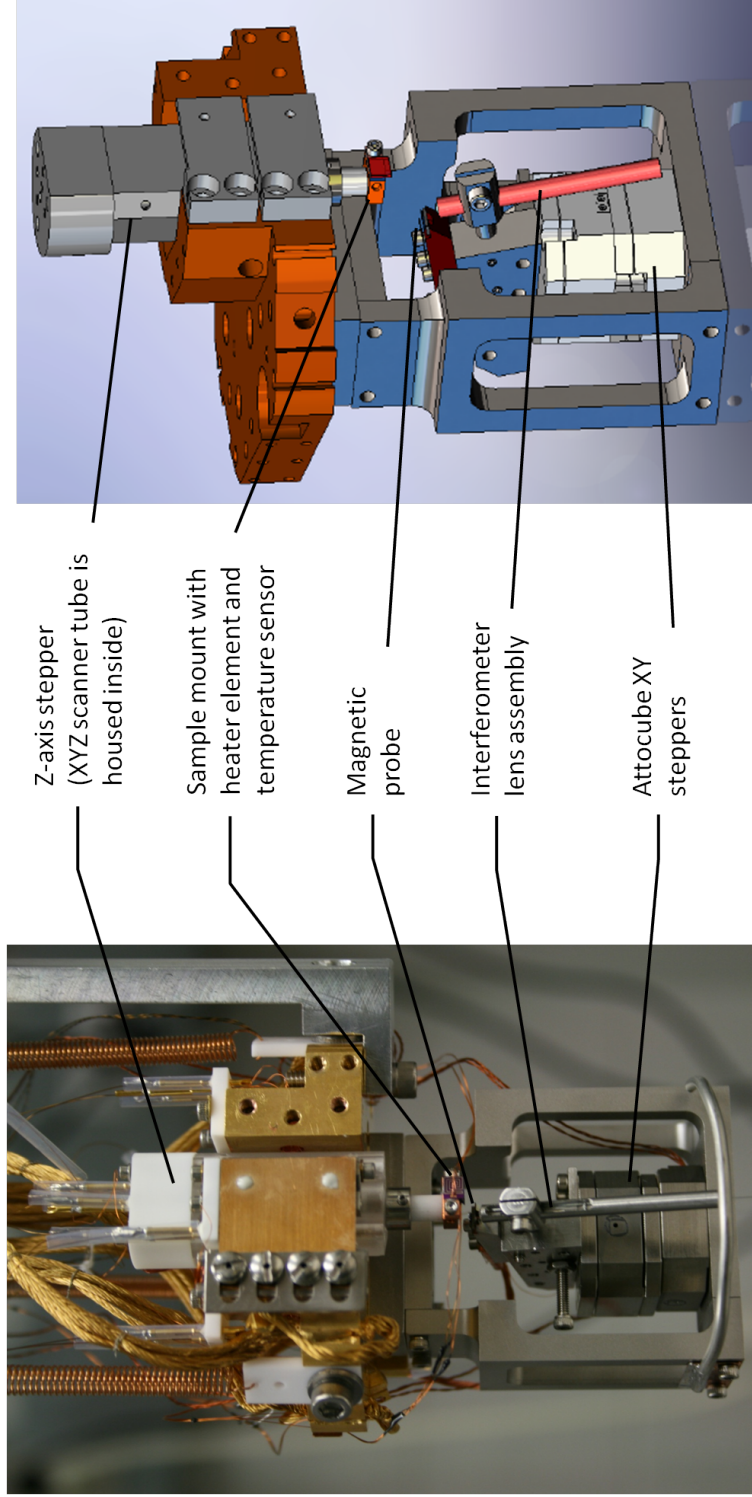 Z-axis stepper
(XYZ scanner tube is
housed inside)
Sample mount with
heater element and
temperature sensor
Magnetic
probe
Interferometer
lens assembly
Attocube XY
steppers